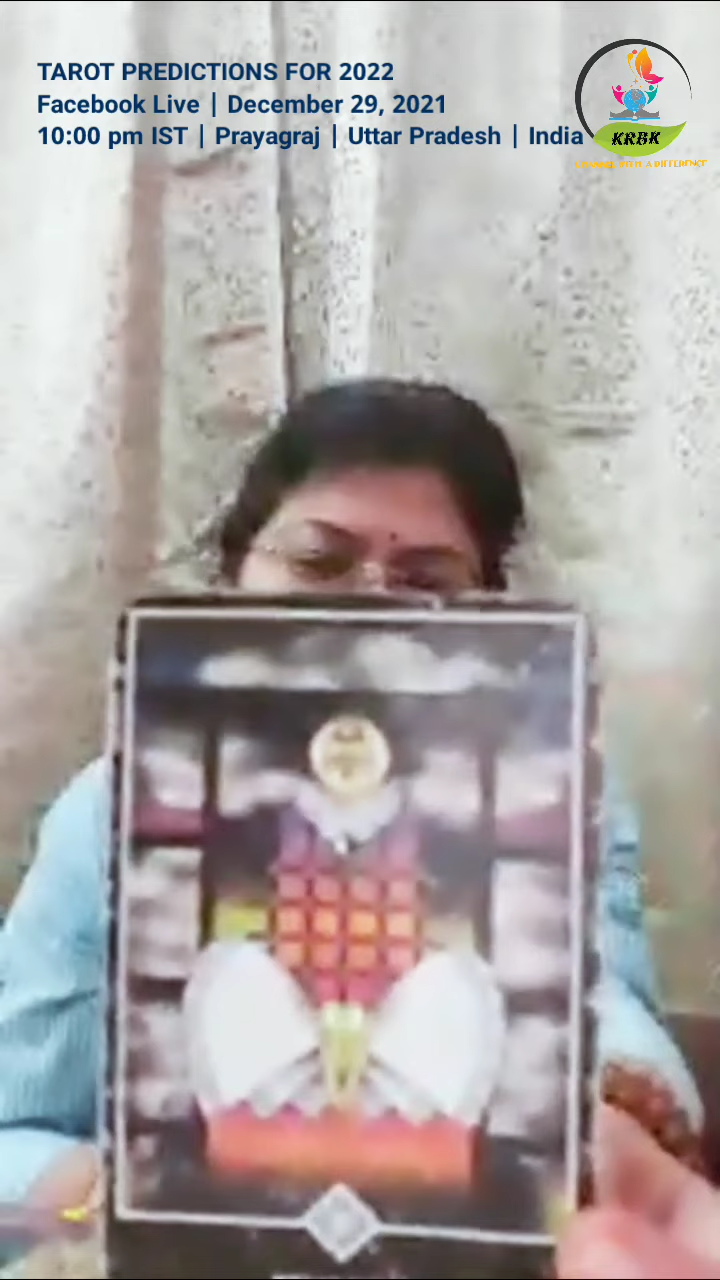 TAROT PREDICTIONS FOR 2022
Facebook Live | December 29, 2021
10:00 pm IST | Prayagraj | Uttar Pradesh | India
KRBK